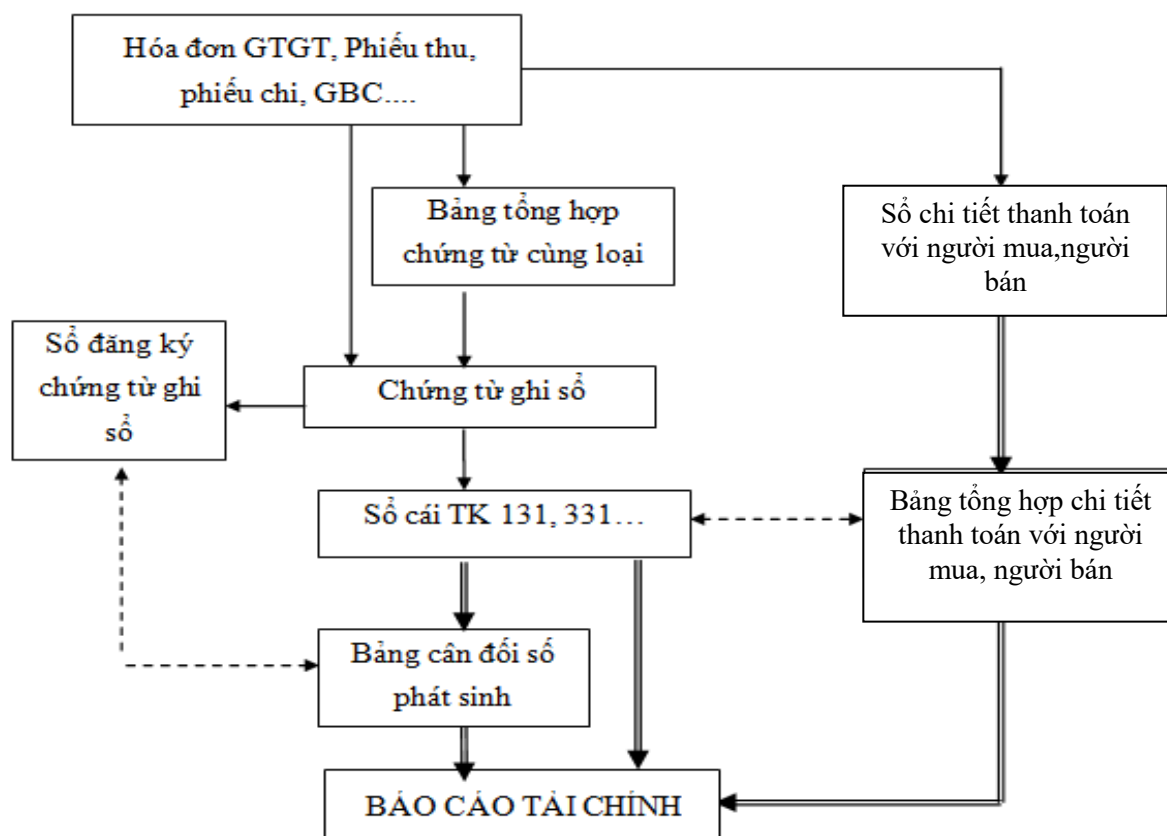 Hóa đơn GTGT, Phiếu thu,
phiếu chi, GBC....
Bảng tổng hợp
chứng từ cùng loại
Sổ chi tiết thanh toán
với người mua,người
bán
Sổ đăng ký
chứng từ ghi
sổ
Chứng từ ghi sổ
Sổ cái TK 131, 331…
Bảng tổng hợp chi tiết
thanh toán với người
mua, người bán
Bảng cân đối số
phát sinh
BÁO CÁO TÀI CHÍNH